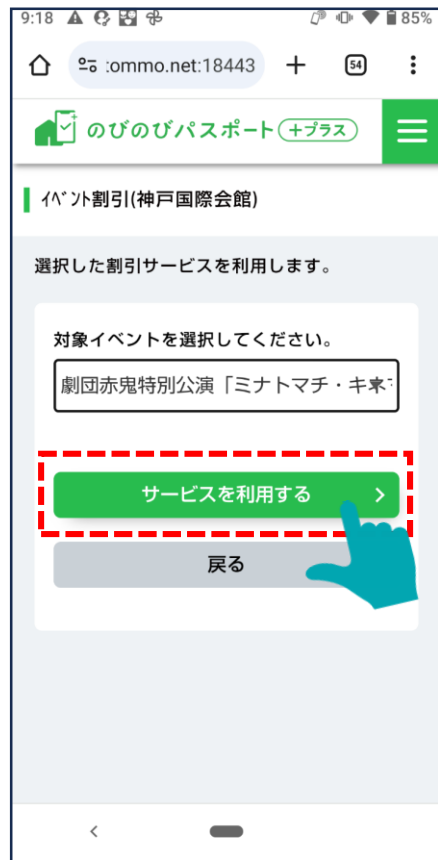 9:18
85%
:ommo.net:18443
54
のびのびパスポート +プラス
ｲﾍﾞﾝﾄ割引(神戸国際会館)
選択した割引サービスを利用します。
対象イベントを選択してください。
劇団赤鬼特別公演「ミナトマチ・キ
サービスを利用する
戻る